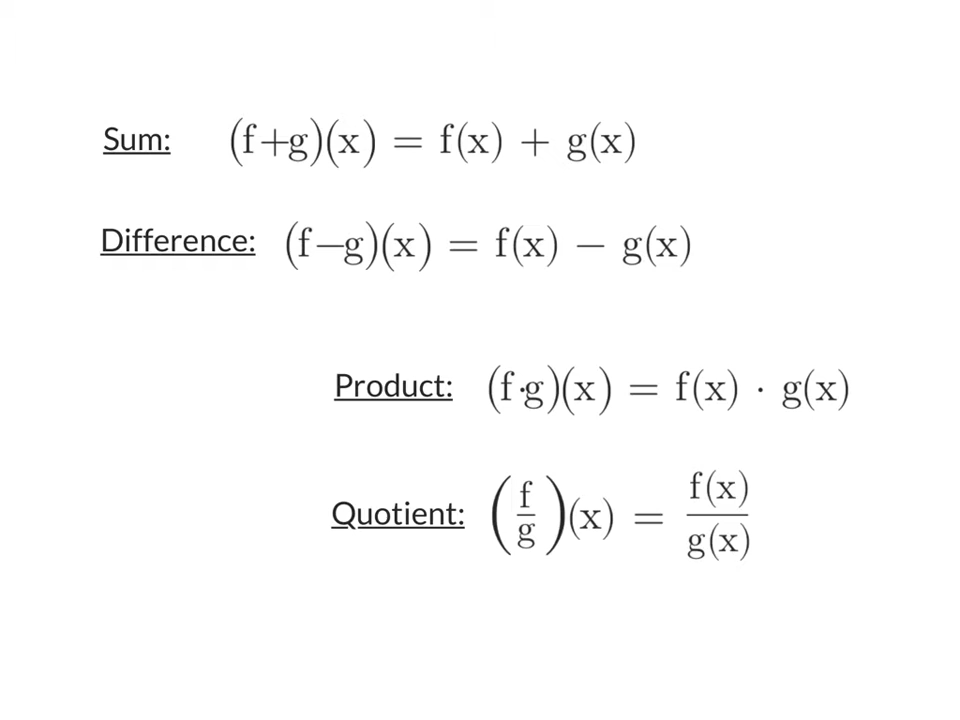 Sum: (f+g)(x) = f(x) + g(x)
Difference: (f−g)(x) = f(x) − g(x)
Product: (f·g)(x) = f(x) · g(x)
Quotient: (f/g)(x) = f(x)/g(x)